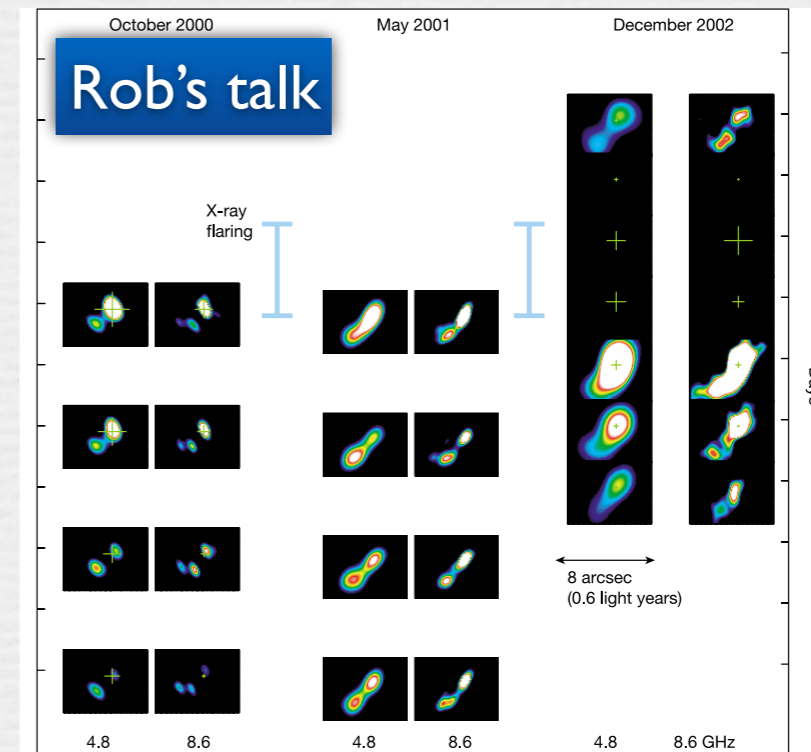 October 2000
May 2001
December 2002
Rob's talk
X-ray
flaring
8 arcsec
(0.6 light years)
4.8
8.6
4.8
8.6
4.8
8.6 GHz